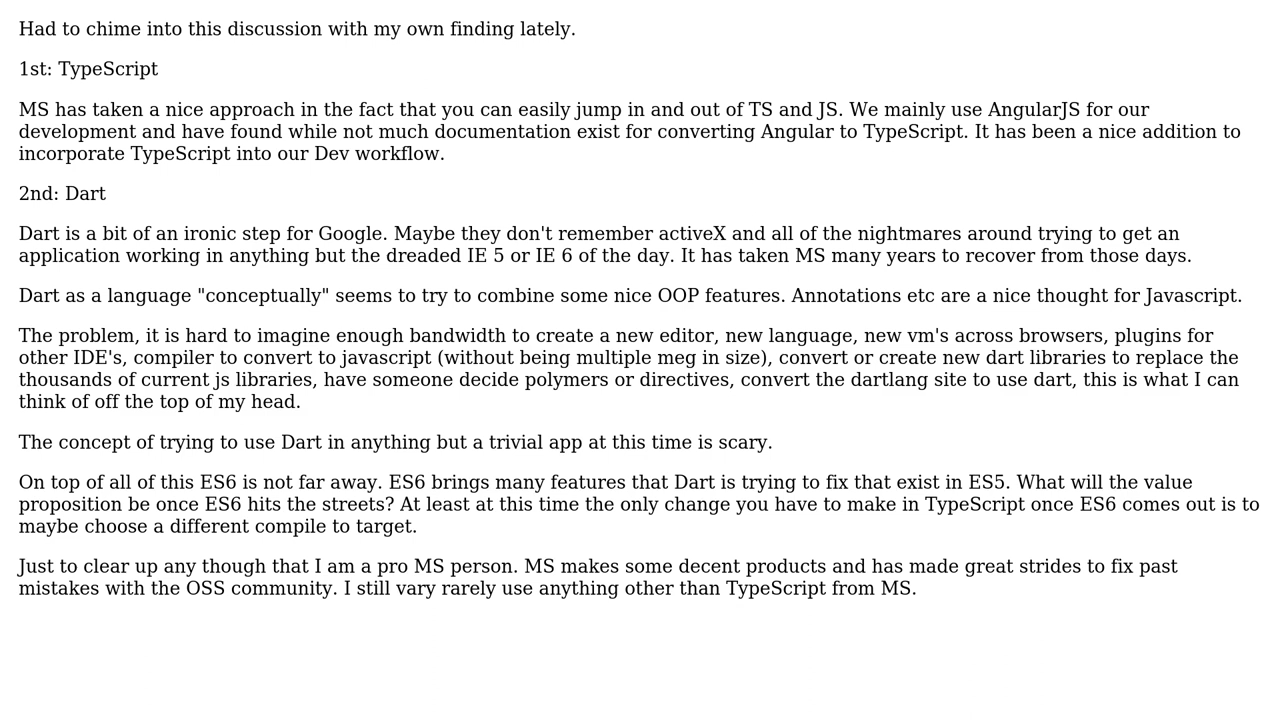 Had to chime into this discussion with my own finding lately.
1st: TypeScript
MS has taken a nice approach in the fact that you can easily jump in and out of TS and JS. We mainly use AngularJS for our
development and have found while not much documentation exist for converting Angular to TypeScript. It has been a nice addition to
incorporate TypeScript into our Dev workflow.
2nd: Dart
Dart is a bit of an ironic step for Google. Maybe they don't remember activeX and all of the nightmares around trying to get an
application working in anything but the dreaded IE 5 or IE 6 of the day. It has taken MS many years to recover from those days.
Dart as a language "conceptually" seems to try to combine some nice OOP features. Annotations etc are a nice thought for Javascript.
The problem, it is hard to imagine enough bandwidth to create a new editor, new language, new vm's across browsers, plugins for
other IDE's, compiler to convert to javascript (without being multiple meg in size), convert or create new dart libraries to replace the
thousands of current js libraries, have someone decide polymers or directives, convert the dartlang site to use dart, this is what I can
think of off the top of my head.
The concept of trying to use Dart in anything but a trivial app at this time is scary.
On top of all of this ES6 is not far away. ES6 brings many features that Dart is trying to fix that exist in ES5. What will the value
proposition be once ES6 hits the streets? At least at this time the only change you have to make in TypeScript once ES6 comes out is to
maybe choose a different compile to target.
Just to clear up any though that I am a pro MS person. MS makes some decent products and has made great strides to fix past
mistakes with the OSS community. I still vary rarely use anything other than TypeScript from MS.